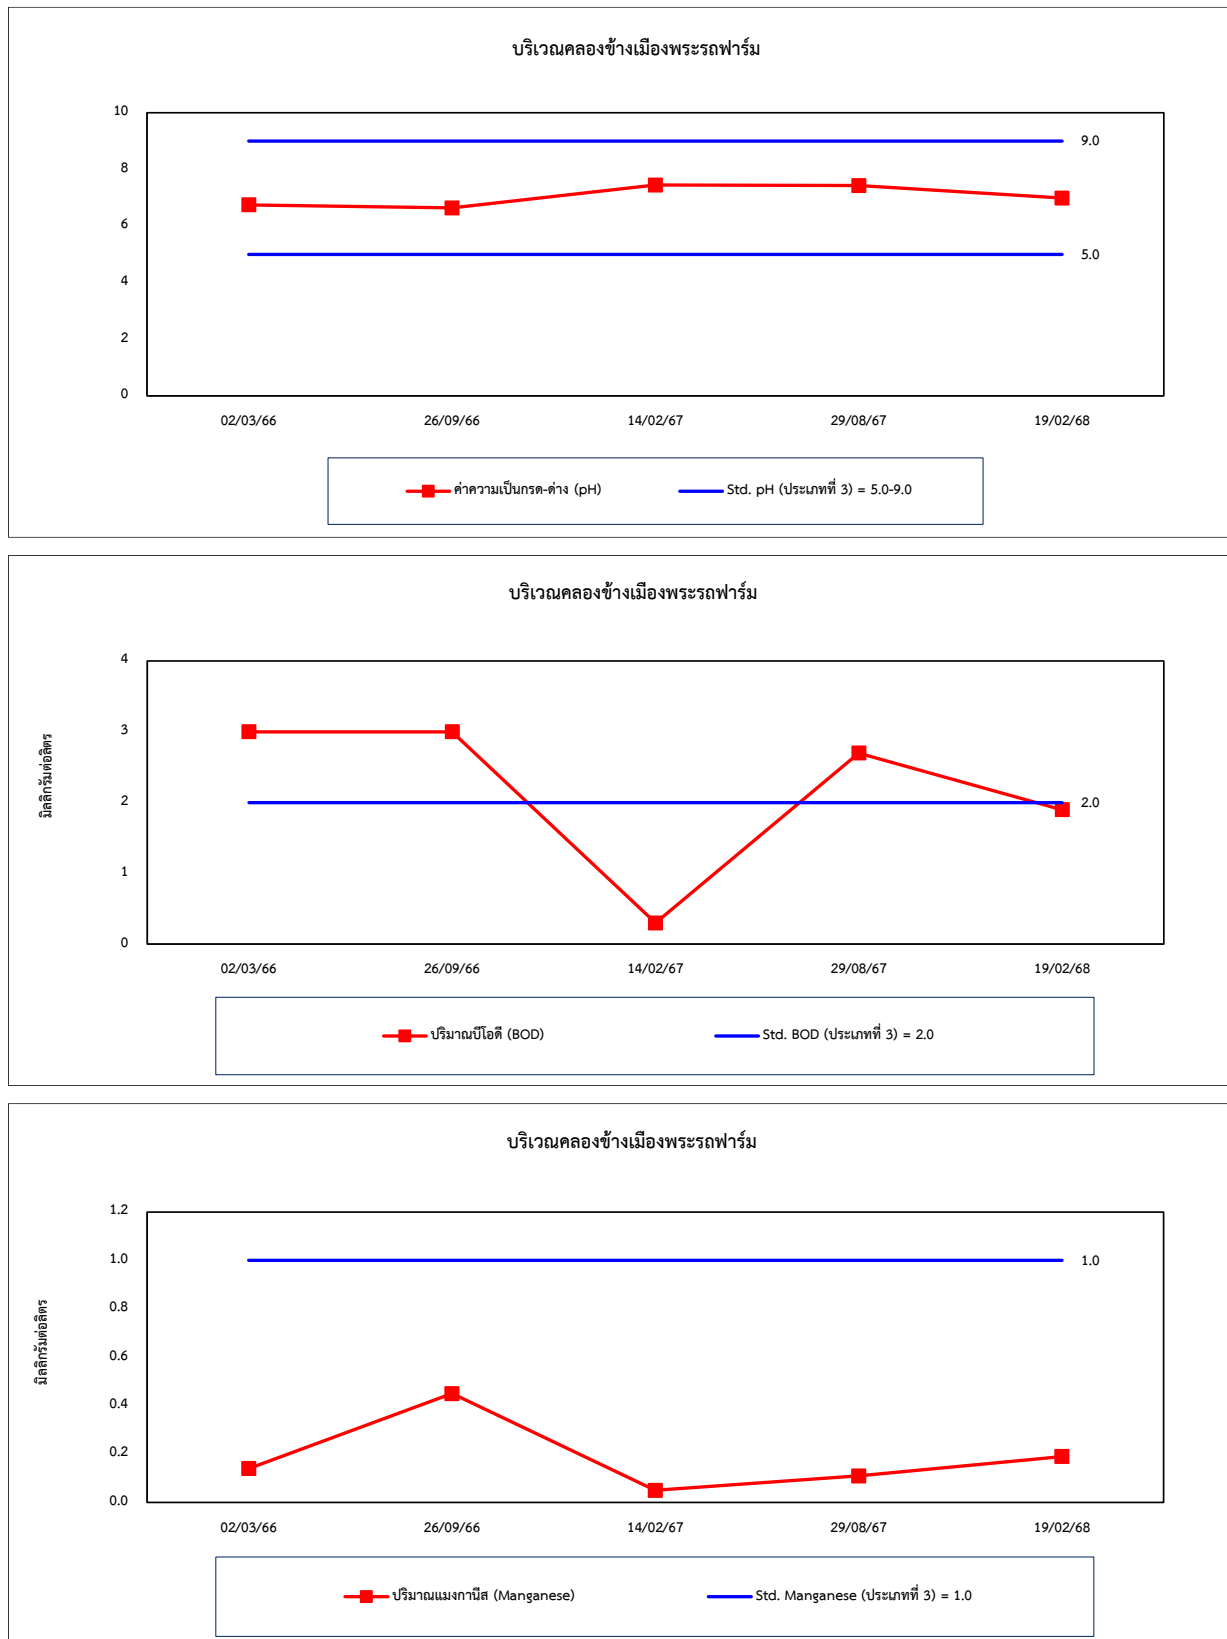 บริเวณคลองข้างเมืองพระรถฟาร์ม
10
8
6
4
2
0
9.0
5.0
02/03/66 26/09/66 14/02/67 29/08/67 19/02/68
ค่าความเป็นกรด-ด่าง (pH) Std. pH (ประเภทที่ 3) = 5.0-9.0
บริเวณคลองข้างเมืองพระรถฟาร์ม
มิลลิกรัมต่อลิตร
4
3
2
1
0
2.0
02/03/66 26/09/66 14/02/67 29/08/67 19/02/68
ปริมาณบีโอดี (BOD) Std. BOD (ประเภทที่ 3) = 2.0
บริเวณคลองข้างเมืองพระรถฟาร์ม
มิลลิกรัมต่อลิตร
1.2
1.0
0.8
0.6
0.4
0.2
0.0
1.0
02/03/66 26/09/66 14/02/67 29/08/67 19/02/68
ปริมาณแมงกานีส (Manganese) Std. Manganese (ประเภทที่ 3) = 1.0